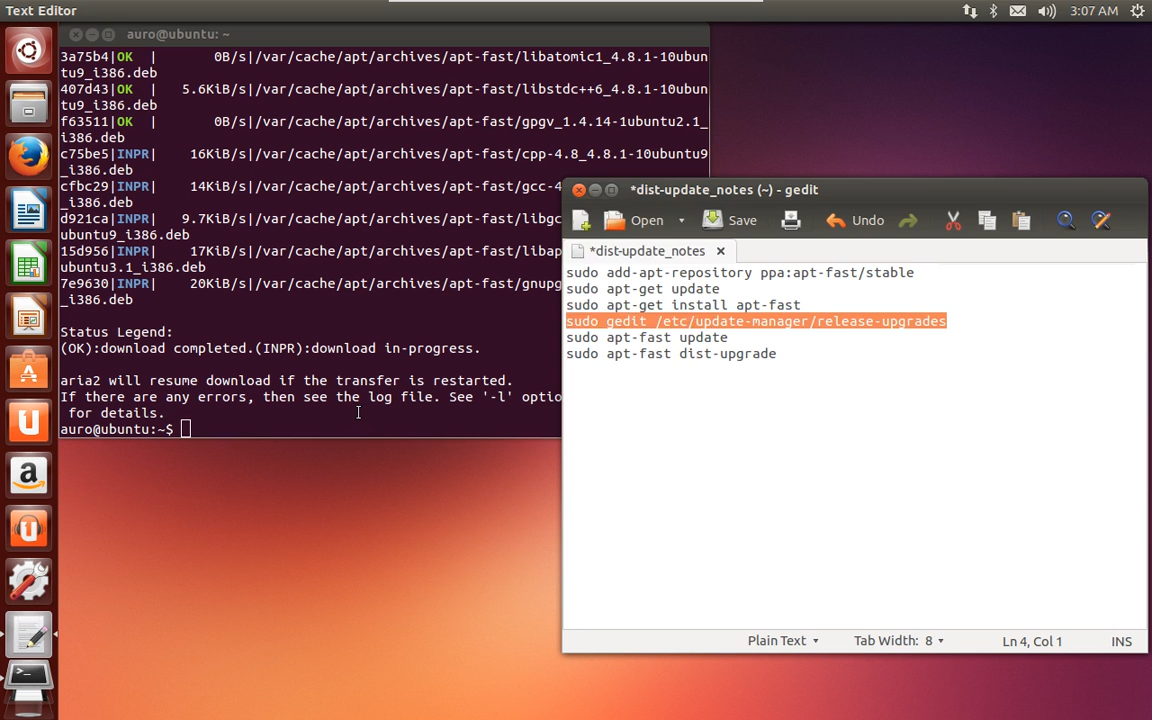 Text Editor
3:07 AM
auro@ubuntu: ~
3a75b4|OK  |       0B/s|/var/cache/apt/archives/apt-fast/libatomic1_4.8.1-10ubun
tu9_i386.deb
407d43|OK  |   5.6KiB/s|/var/cache/apt/archives/apt-fast/libstdc++6_4.8.1-10ubun
tu9_i386.deb
f63511|OK  |       0B/s|/var/cache/apt/archives/apt-fast/gpgv_1.4.14-1ubuntu2.1_
i386.deb
c75be5|INPR|    16KiB/s|/var/cache/apt/archives/apt-fast/cpp-4.8_4.8.1-10ubuntu9
_i386.deb
cfbc29|INPR|    14KiB/s|/var/cache/apt/archives/apt-fast/gcc-4
_i386.deb
d921ca|INPR|   9.7KiB/s|/var/cache/apt/archives/apt-fast/libgc
ubuntu9_i386.deb
15d956|INPR|    17KiB/s|/var/cache/apt/archives/apt-fast/libap
ubuntu3.1_i386.deb
7e9630|INPR|    20KiB/s|/var/cache/apt/archives/apt-fast/gnupg
_i386.deb
Status Legend:
(OK):download completed.(INPR):download in-progress.
aria2 will resume download if the transfer is restarted.
If there are any errors, then see the log file. See '-l' optio
for details.
auro@ubuntu:~$
*dist-update_notes (~) - gedit
Open Save Undo
*dist-update_notes
sudo add-apt-repository ppa:apt-fast/stable
sudo apt-get update
sudo apt-get install apt-fast
sudo gedit /etc/update-manager/release-upgrades
sudo apt-fast update
sudo apt-fast dist-upgrade
Plain Text Tab Width: 8 Ln 4, Col 1 INS